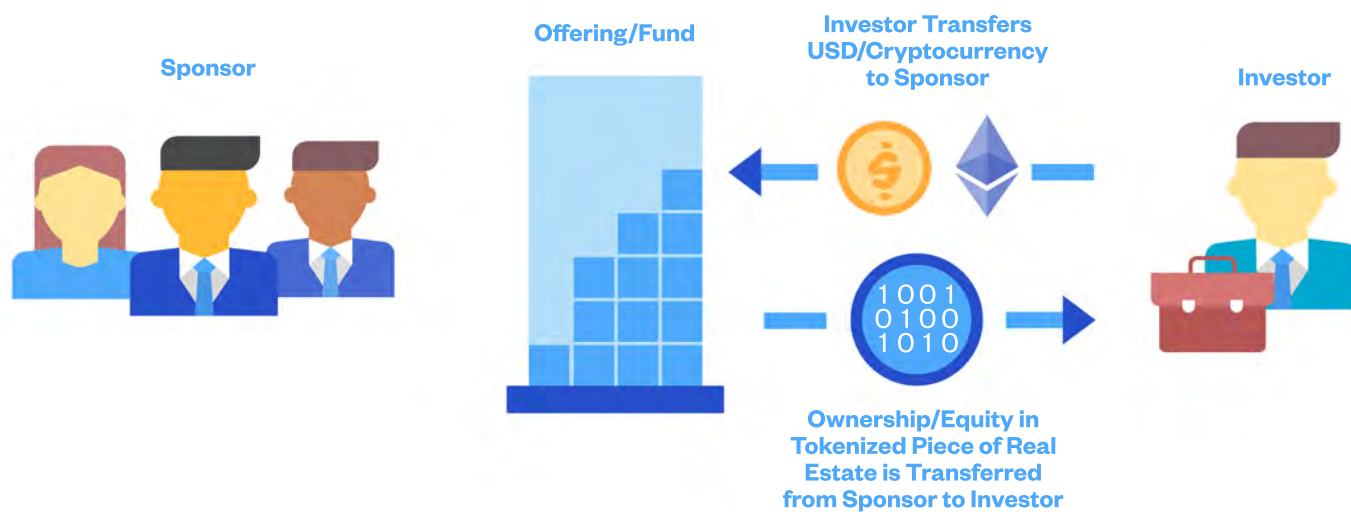 Sponsor
Offering/Fund
Investor Transfers
USD/Cryptocurrency
to Sponsor
Investor
$
1001
0100
1010
Ownership/Equity in
Tokenized Piece of Real
Estate is Transferred
from Sponsor to Investor